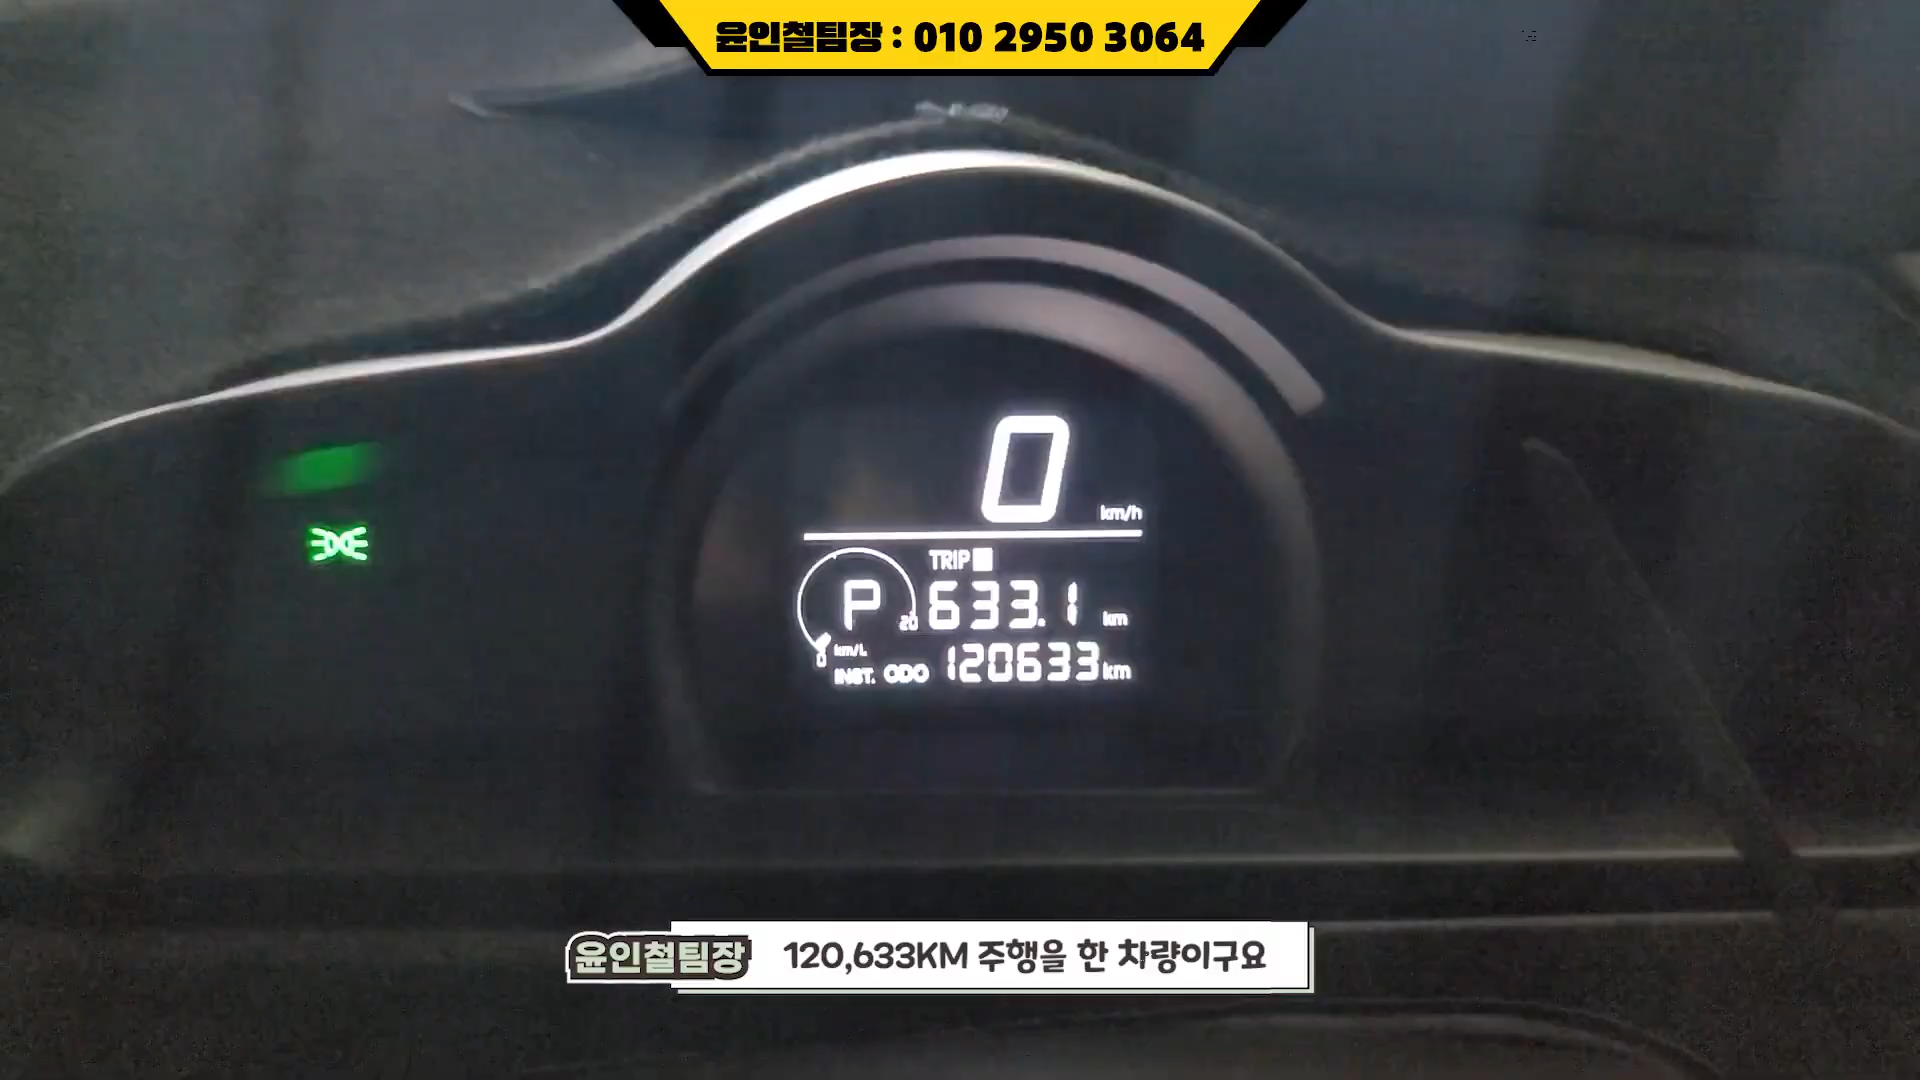 윤인철팀장 : 010 2950 3064
0
km/h
TRIP
P 20 633.1 km
0 km/L
INST. ODO 120633 km
윤인철팀장 120,633KM 주행을 한 차량이구요